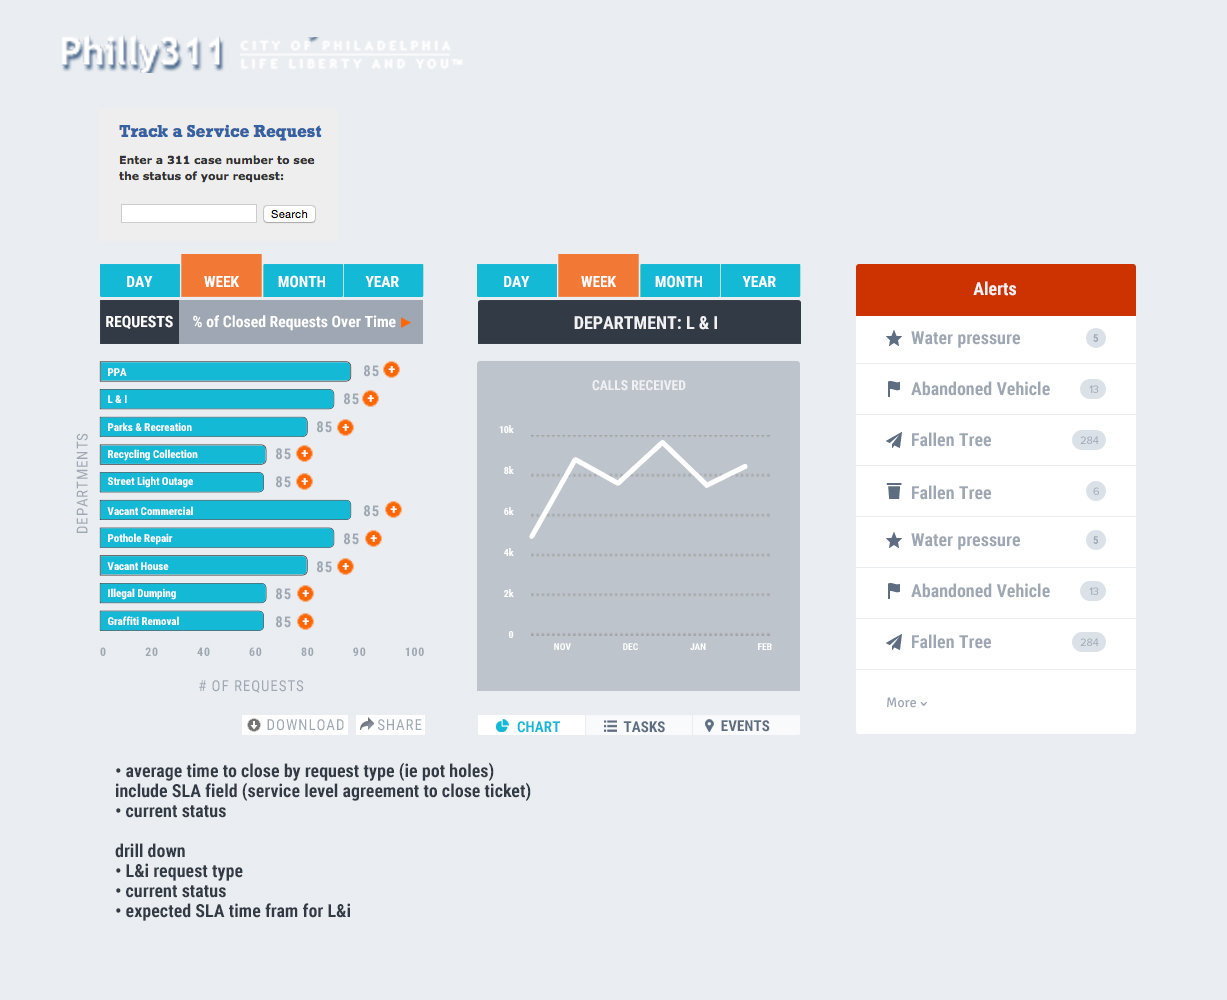 Philly311 CITY OF PHILADELPHIA
LIFE LIBERTY AND YOU™
Track a Service Request
Enter a 311 case number to see
the status of your request:
Search
DAY WEEK MONTH YEAR
REQUESTS % of Closed Requests Over Time
DEPARTMENTS
PPA 85
L & I 85
Parks & Recreation 85
Recycling Collection 85
Street Light Outage 85
Vacant Commercial 85
Pothole Repair 85
Vacant House 85
Illegal Dumping 85
Graffiti Removal 85
0 20 40 60 80 90 100
# OF REQUESTS
DOWNLOAD SHARE
DAY WEEK MONTH YEAR
DEPARTMENT: L & I
CALLS RECEIVED
10k
8k
6k
4k
2k
0
NOV DEC JAN FEB
CHART TASKS EVENTS
Alerts
Water pressure 5
Abandoned Vehicle 13
Fallen Tree 284
Fallen Tree 6
Water pressure 5
Abandoned Vehicle 13
Fallen Tree 284
More
• average time to close by request type (ie pot holes)
include SLA field (service level agreement to close ticket)
• current status
drill down
• L&i request type
• current status
• expected SLA time fram for L&i